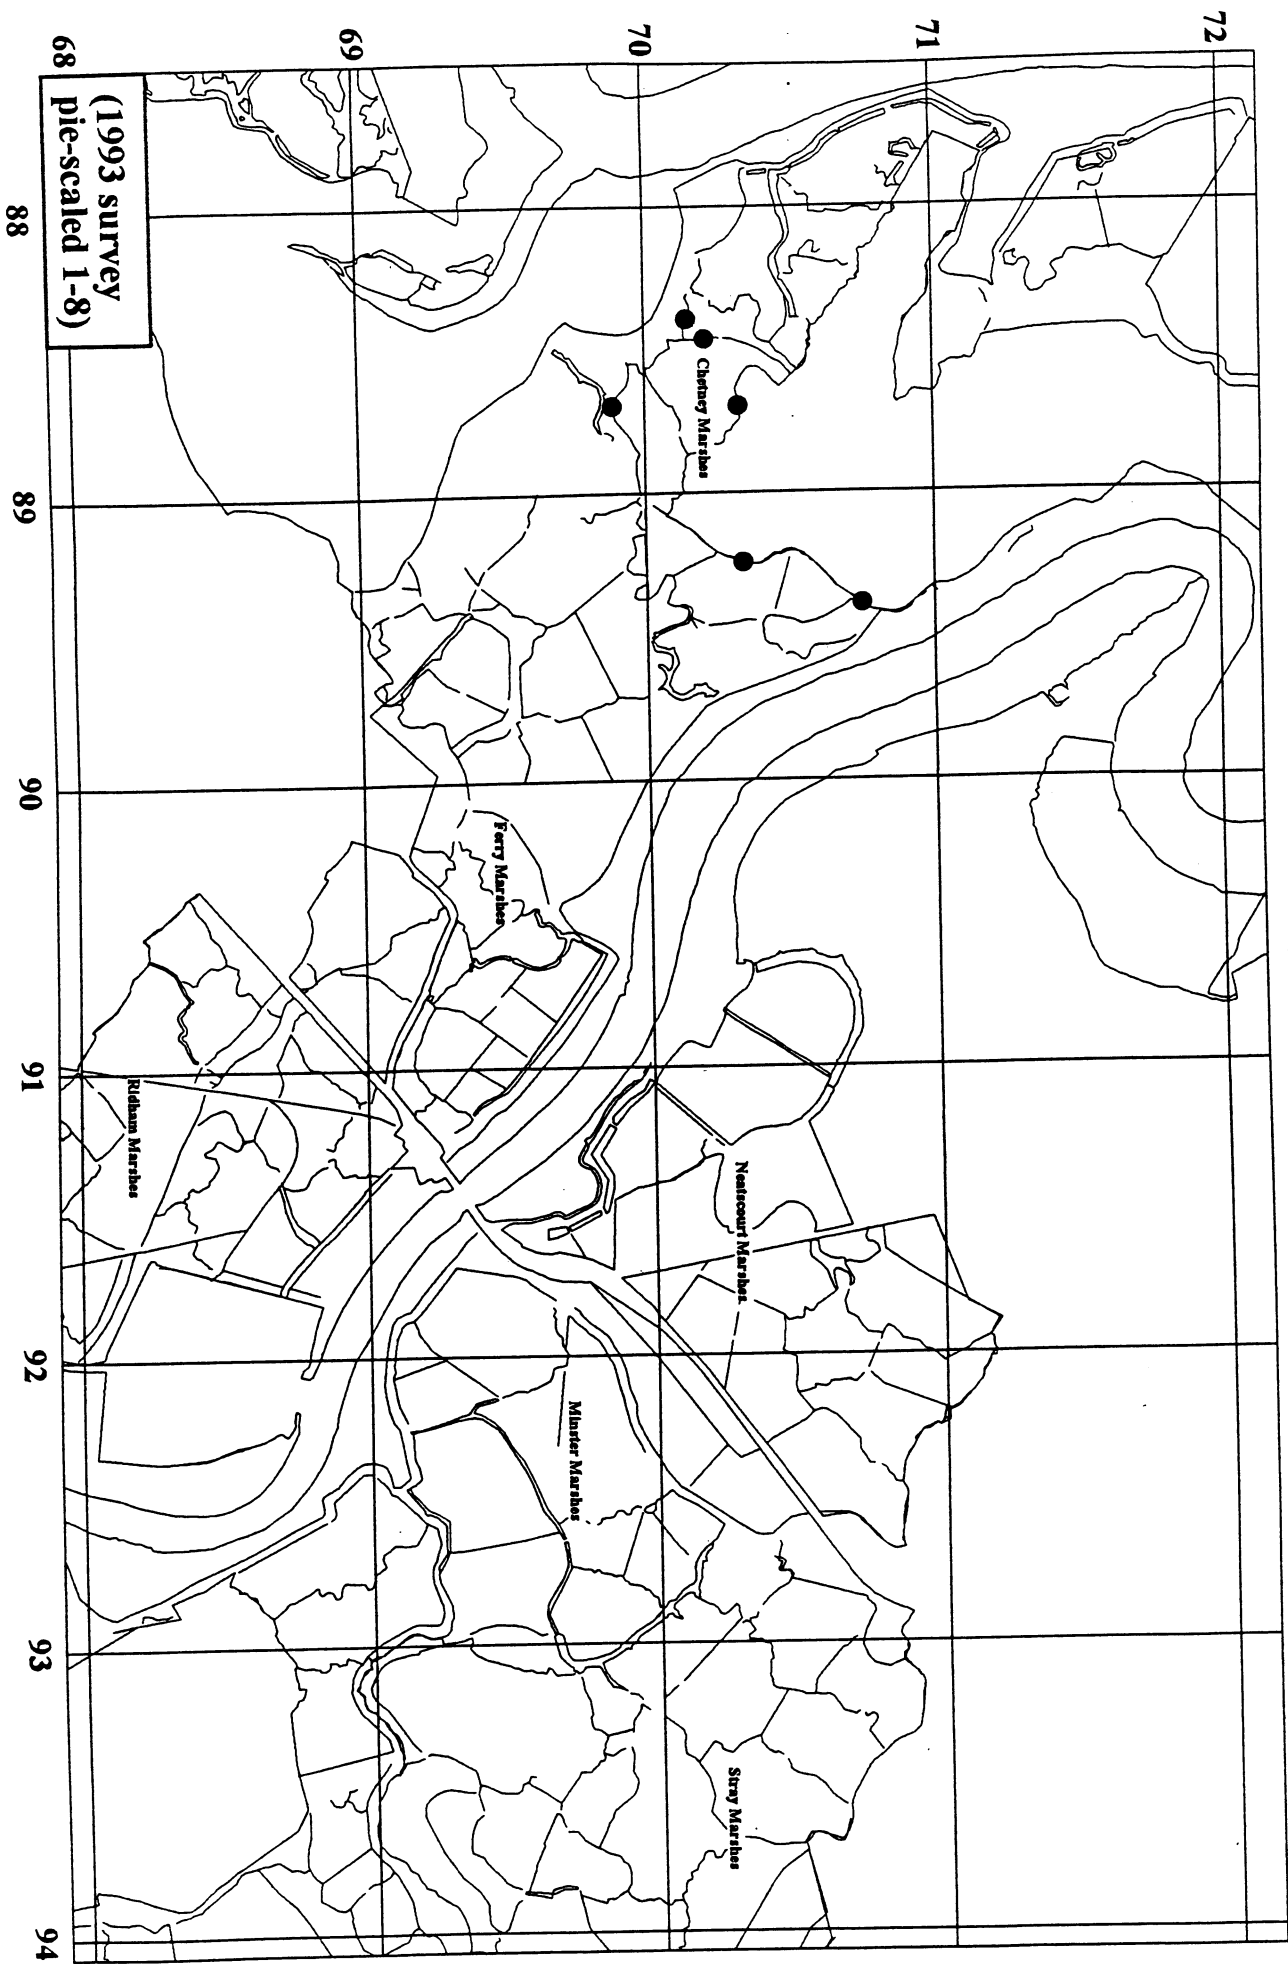 72
71
70
69
68
(1993 survey
pie-scaled 1-8)
88
89
90
91
92
93
94
Chetney Marshes
Ferry Marshes
Ridham Marshes
Neatscourt Marshes
Minster Marshes
Stray Marshes